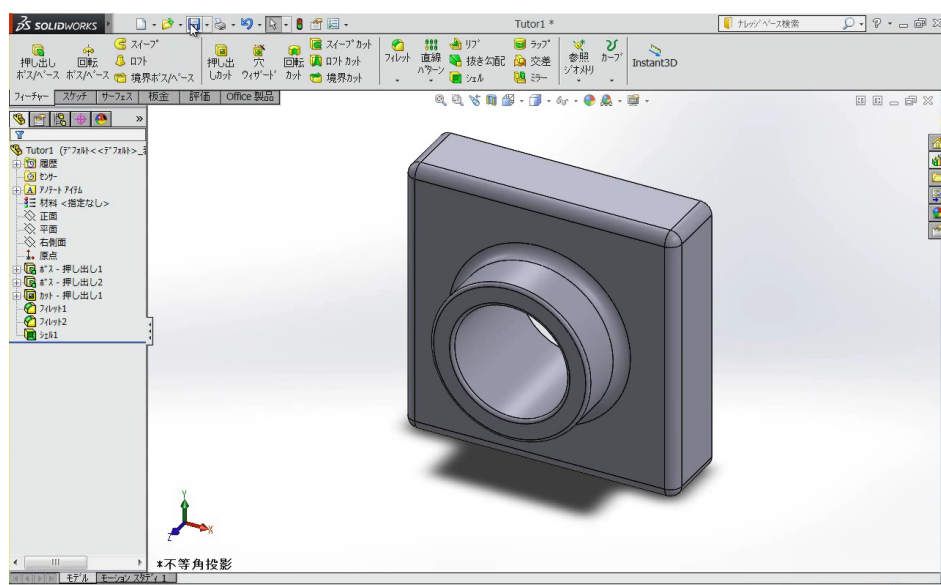 SOLIDWORKS
Tutor1 *
ナレッジベース検索
押し出し
ボス/ベース
回転
ボス/ベース
スイープ
ロフト
境界ボス/ベース
押し出
しカット
穴
ウィザード
回転
カット
スイープ カット
ロフト カット
境界カット
フィレット
直線
パターン
リブ
抜き勾配
シェル
ラップ
交差
ミラー
参照
ジオメトリ
カーブ
Instant3D
フィーチャー
スケッチ
サーフェス
板金
評価
Office 製品
Tutor1 (デフォルト<<デフォルト>_
履歴
センサー
アノテート アイテム
材料 <指定なし>
正面
平面
右側面
原点
ボス - 押し出し1
ボス - 押し出し2
カット - 押し出し1
フィレット1
フィレット2
シェル1
Y
X
Z
*不等角投影
モデル
モーション スタディ 1